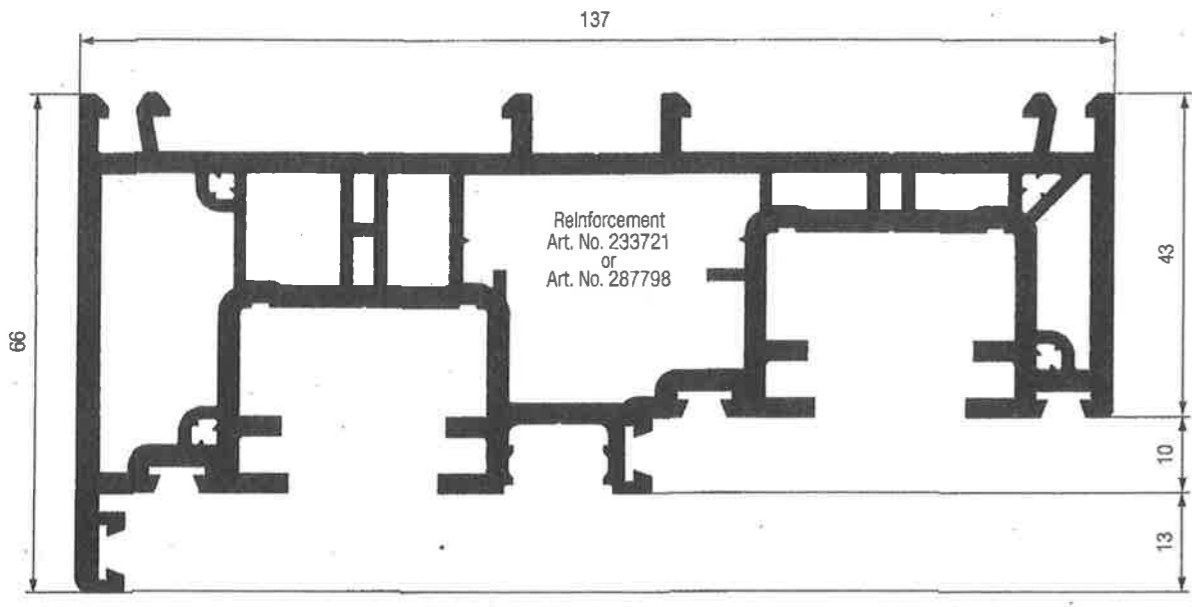 137
Reinforcement
Art. No. 233721
or
Art. No. 287798
43
66
10
13